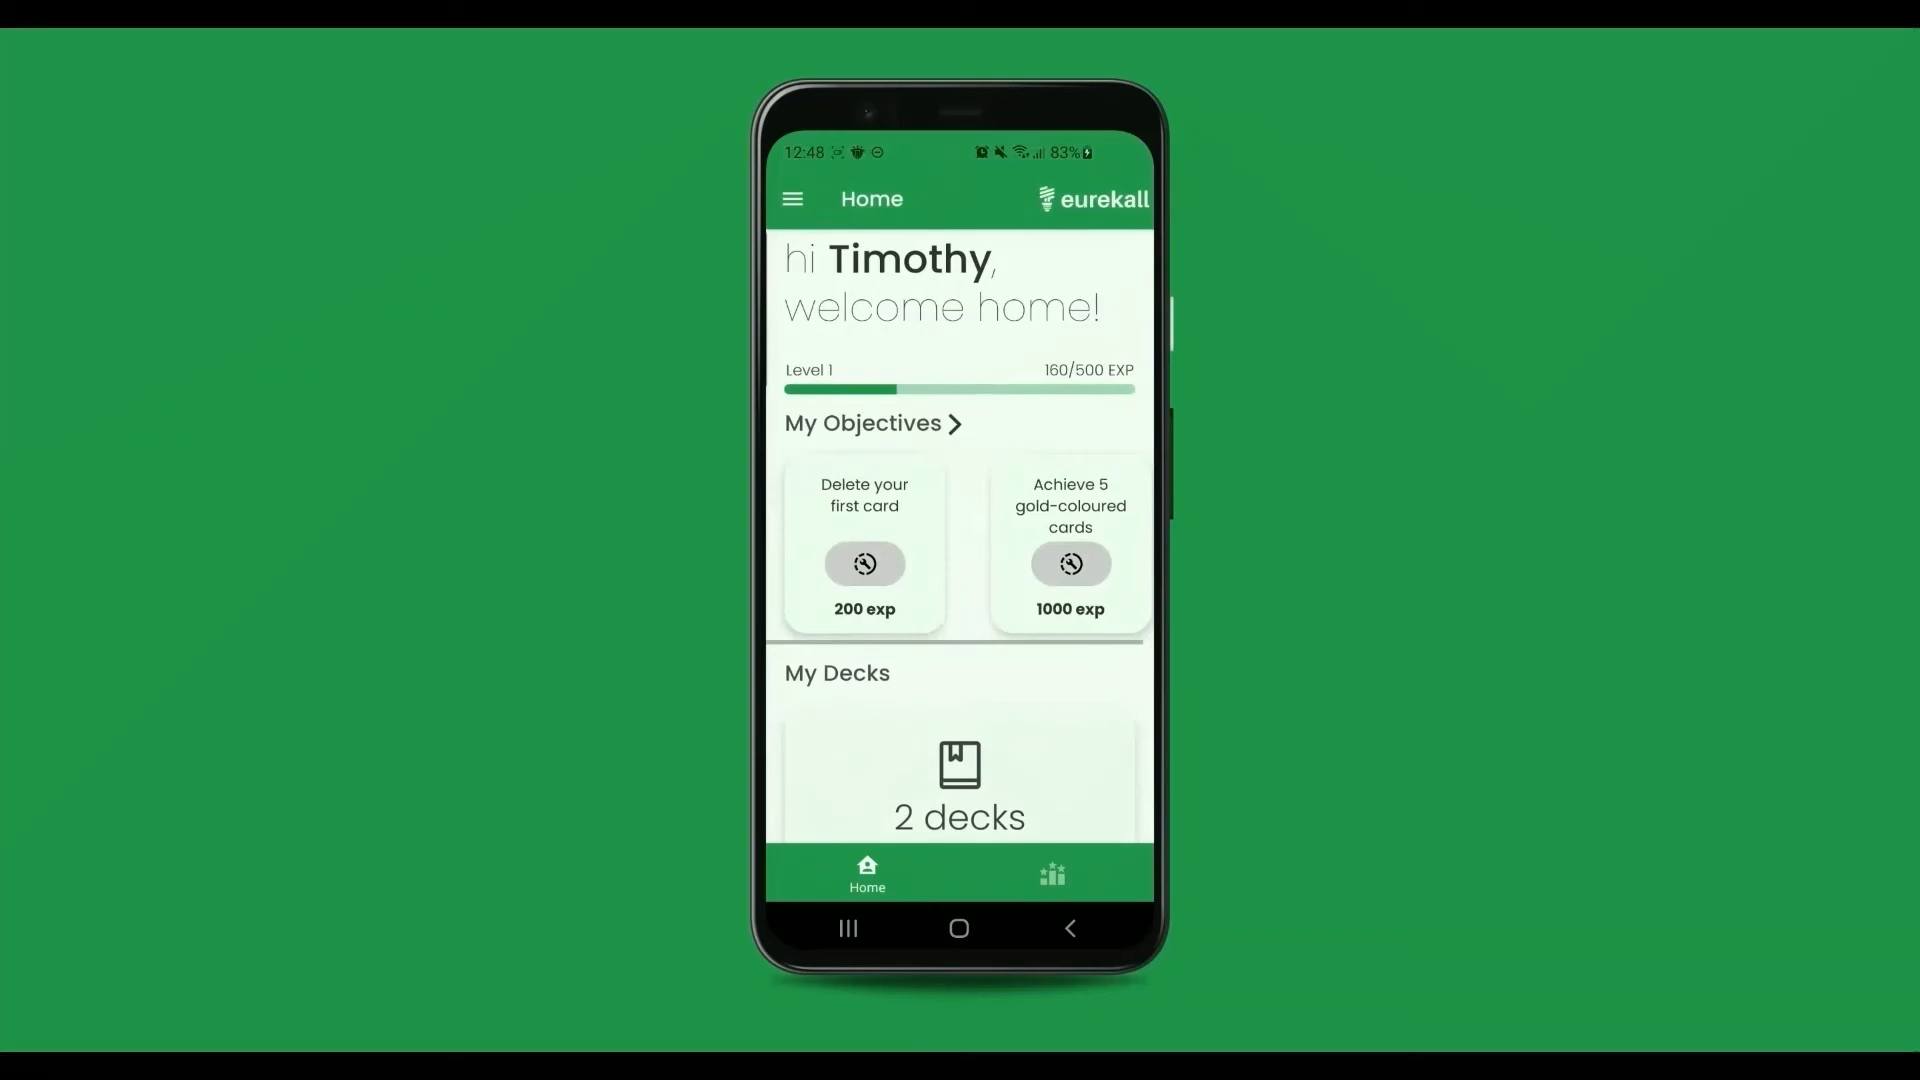 12:48 83%
Home eurekall
hi Timothy,
welcome home!
Level 1 160/500 EXP
My Objectives
Delete your
first card
200 exp
Achieve 5
gold-coloured
cards
1000 exp
My Decks
2 decks
Home